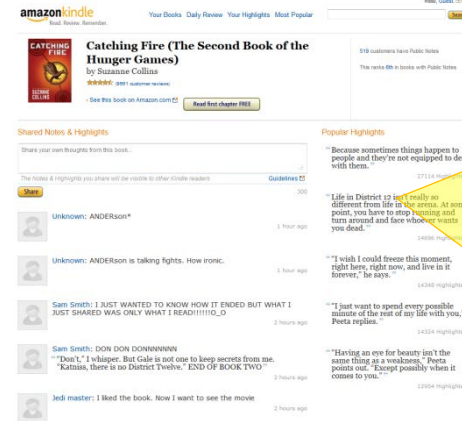 amazonkindle
Read. Review. Remember.
Your Books Daily Review Your Highlights Most Popular
CATCHING
FIRE
SUZANNE
COLLINS
Catching Fire (The Second Book of the
Hunger Games)
by Suzanne Collins
customer reviews)
See this book on Amazon.com
Read first chapter FREE
customers have Public Notes
This ranks in books with Public Notes
Shared Notes & Highlights
Share your own thoughts from this book...
The Notes & Highlights you share will be visible to other Kindle readers
Guidelines
Share
300
Unknown: ANDERson*
1 hour ago
Unknown: ANDERson is talking fights. How ironic.
1 hour ago
Sam Smith: I JUST WANTED TO KNOW HOW IT ENDED BUT WHAT I
JUST SHARED WAS ONLY WHAT I READ!!!!!!O_O
2 hours ago
Sam Smith: DON DON DONNNNNNN
"“Don't,” I whisper. But Gale is not one to keep secrets from me.
“Katniss, there is no District Twelve.” END OF BOOK TWO"
2 hours ago
Jedi master: I liked the book. Now I want to see the movie
2 hours ago
Popular Highlights
"Because sometimes things happen to
people and they're not equipped to
with them."
27114
"Life in District 12 isn't really so
different from life in the arena. At
point, you have to stop running and
turn around and face whoever wants
you dead."
14696
"“I wish I could freeze this moment,
right here, right now, and live in it
forever,” he says."
"“I just want to spend every possible
minute of the rest of my life with you,”
Peeta replies."
14324
"“Having an eye for beauty isn't the
same thing as a weakness,” Peeta
points out. “Except possibly when it
comes to you.”"